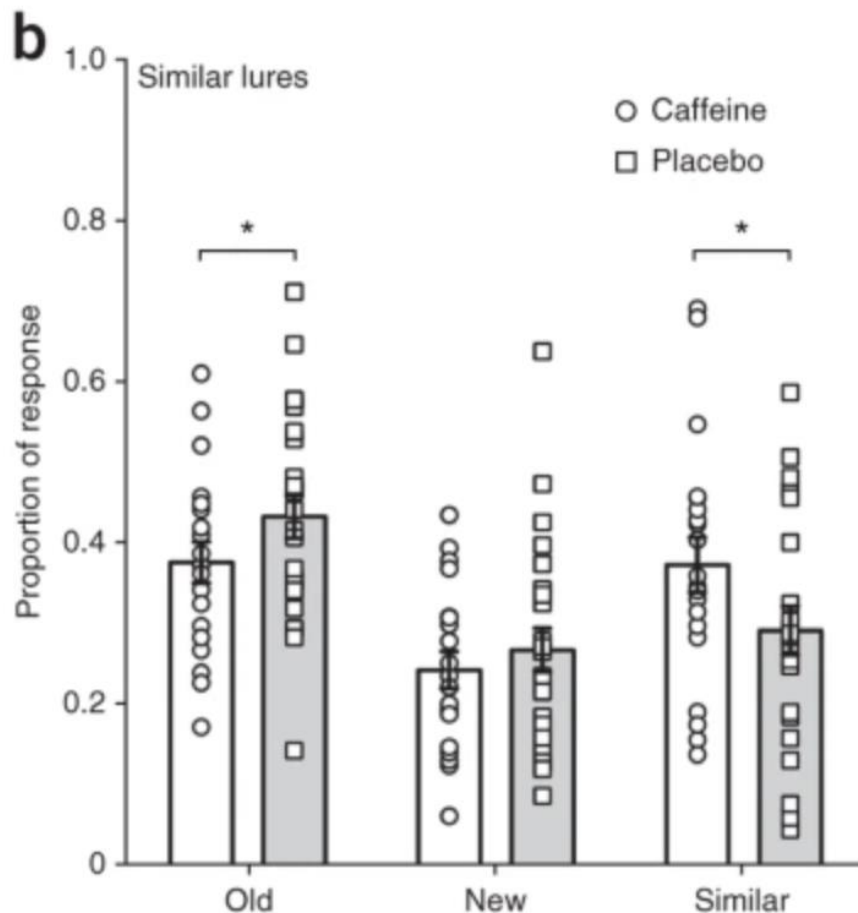 b
1.0
Similar lures
Caffeine
Placebo
0.8
*
*
0.6
Proportion of response
0.4
0.2
0
Old
New
Similar